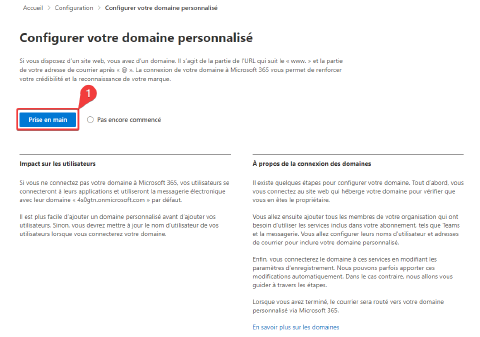 Accueil > Configuration > Configurer votre domaine personnalisé
Configurer votre domaine personnalisé
Si vous disposez d'un site web, vous avez d'un domaine. Il s'agit de la partie de l'URL qui suit le « www. » et la partie
de votre adresse de courrier après « @ ». La connexion de votre domaine à Microsoft 365 vous permet de renforcer
votre crédibilité et la reconnaissance de votre marque.
1
Prise en main
Pas encore commencé
Impact sur les utilisateurs
Si vous ne connectez pas votre domaine à Microsoft 365, vos utilisateurs se
connecteront à leurs applications et utiliseront la messagerie électronique
avec leur domaine « 4s0gtn.onmicrosoft.com » par défaut.
Il est plus facile d'ajouter un domaine personnalisé avant d'ajouter vos
utilisateurs. Sinon, vous devrez mettre à jour le nom d'utilisateur de vos
utilisateurs lorsque vous connecterez votre domaine.
À propos de la connexion des domaines
Il existe quelques étapes pour configurer votre domaine. Tout d'abord, vous
vous connectez au site web qui héberge votre domaine pour vérifier que
vous en êtes le propriétaire.
Vous allez ensuite ajouter tous les membres de votre organisation qui ont
besoin d'utiliser les services inclus dans votre abonnement, tels que Teams
et la messagerie. Vous allez configurer leurs noms d'utilisateur et adresses
de courrier pour inclure votre domaine personnalisé.
Enfin, vous connecterez le domaine à ces services en modifiant les
paramètres d'enregistrement. Nous pouvons parfois apporter ces
modifications automatiquement. Dans le cas contraire, nous allons vous
guider à travers les étapes.
Lorsque vous avez terminé, le courrier sera routé vers votre domaine
personnalisé via Microsoft 365.
En savoir plus sur les domaines